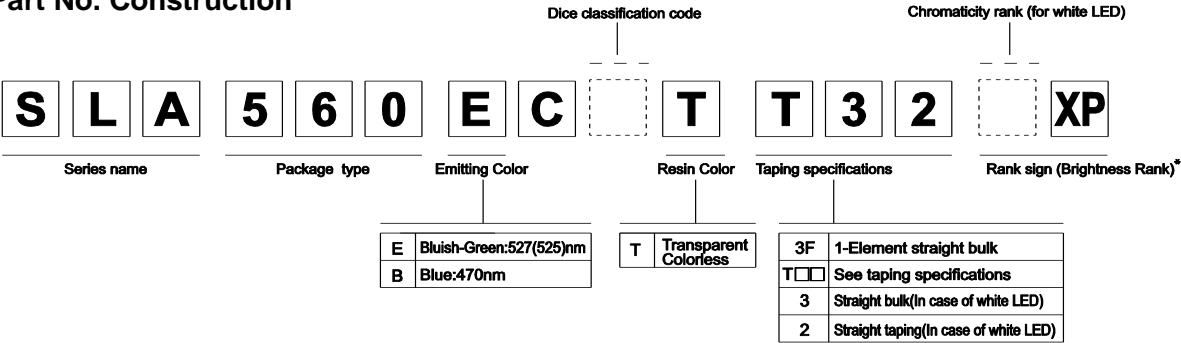 Part No. Construction
Dice classification code
Chromaticity rank (for white LED)
S L A 5 6 0 E C T T 3 2 XP
Series name
Package type
Emitting Color
Resin Color
Taping specifications
Rank sign (Brightness Rank)*
E Bluish-Green:527(525)nm
B Blue:470nm
T Transparent
Colorless
3F 1-Element straight bulk
T□□ See taping specifications
3 Straight bulk(In case of white LED)
2 Straight taping(In case of white LED)